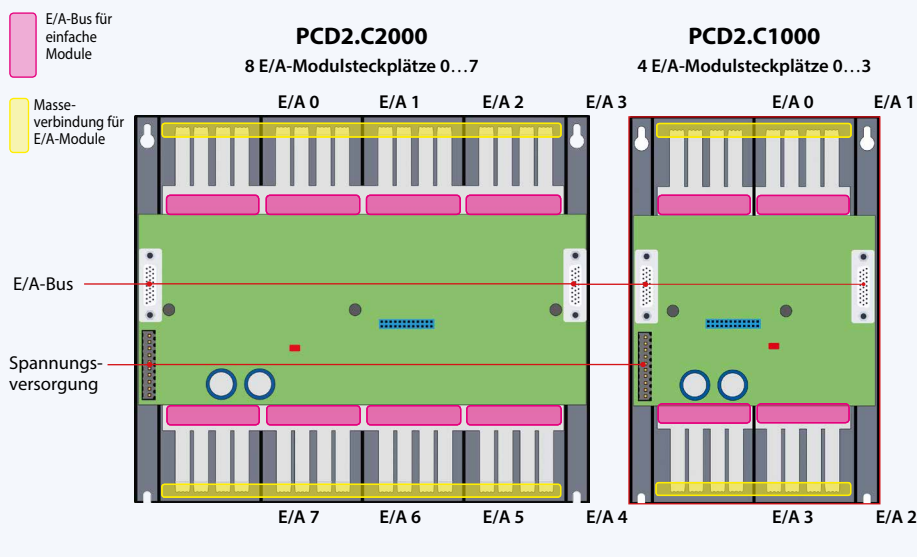 E/A-Bus für
einfache
Module
Masse-
verbindung für
E/A-Module
PCD2.C2000
8 E/A-Modulsteckplätze 0…7
PCD2.C1000
4 E/A-Modulsteckplätze 0…3
E/A 0 E/A 1 E/A 2 E/A 3
E/A 0 E/A 1
E/A-Bus
Spannungs-
versorgung
E/A 7 E/A 6 E/A 5 E/A 4
E/A 3 E/A 2